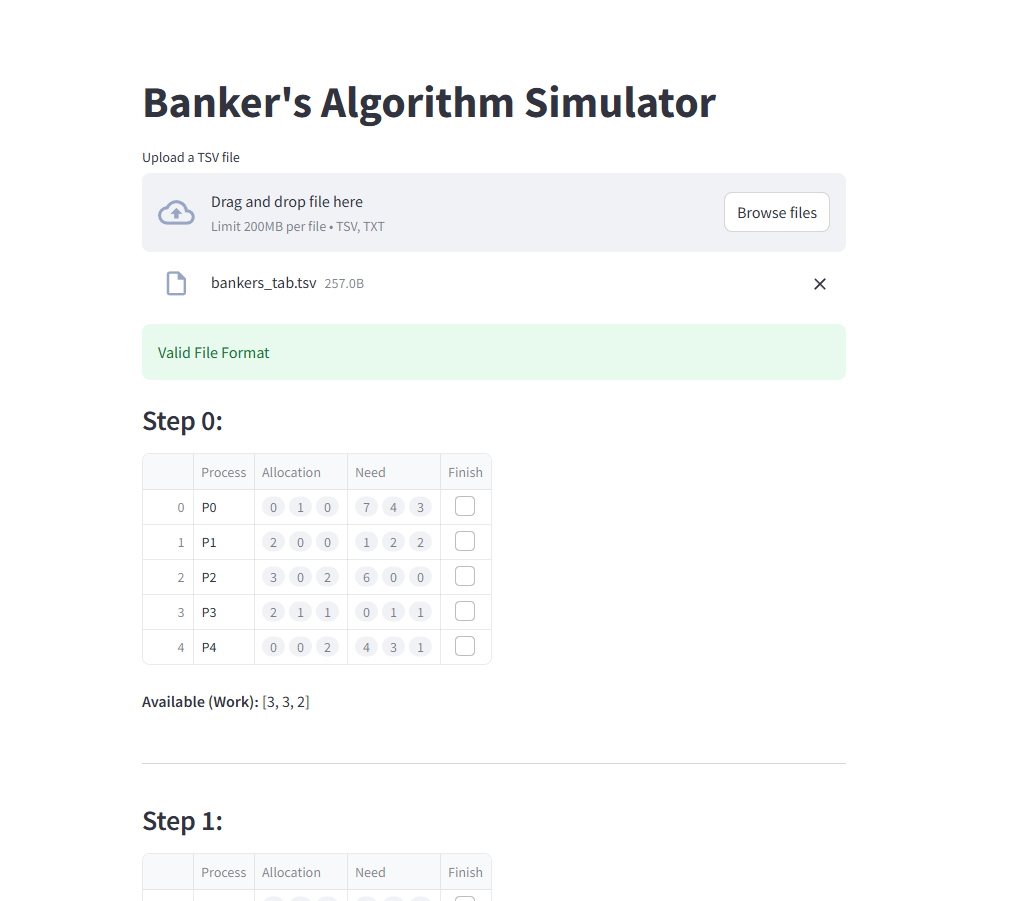 Banker's Algorithm Simulator
Upload a TSV file
Drag and drop file here
Limit 200MB per file • TSV, TXT
Browse files
bankers_tab.tsv 257.0B
Valid File Format
Step 0:
Process Allocation Need Finish
0 P0 0 1 0 7 4 3
1 P1 2 0 0 1 2 2
2 P2 3 0 2 6 0 0
3 P3 2 1 1 0 1 1
4 P4 0 0 2 4 3 1
Available (Work): [3, 3, 2]
Step 1:
Process Allocation Need Finish